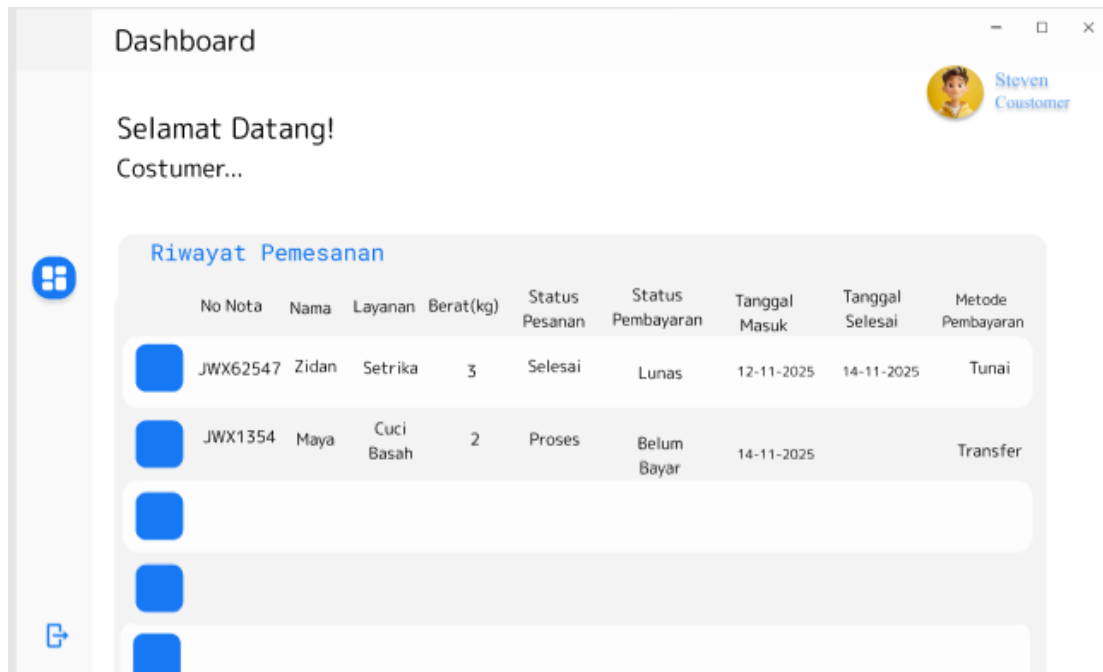 Dashboard
Steven
Coustomer
Selamat Datang!
Costumer...
Riwayat Pemesanan
No Nota Nama Layanan Berat(kg) Status Pesanan Status Pembayaran Tanggal Masuk Tanggal Selesai Metode Pembayaran
JWX62547 Zidan Setrika 3 Selesai Lunas 12-11-2025 14-11-2025 Tunai
JWX1354 Maya Cuci Basah 2 Proses Belum Bayar 14-11-2025 Transfer